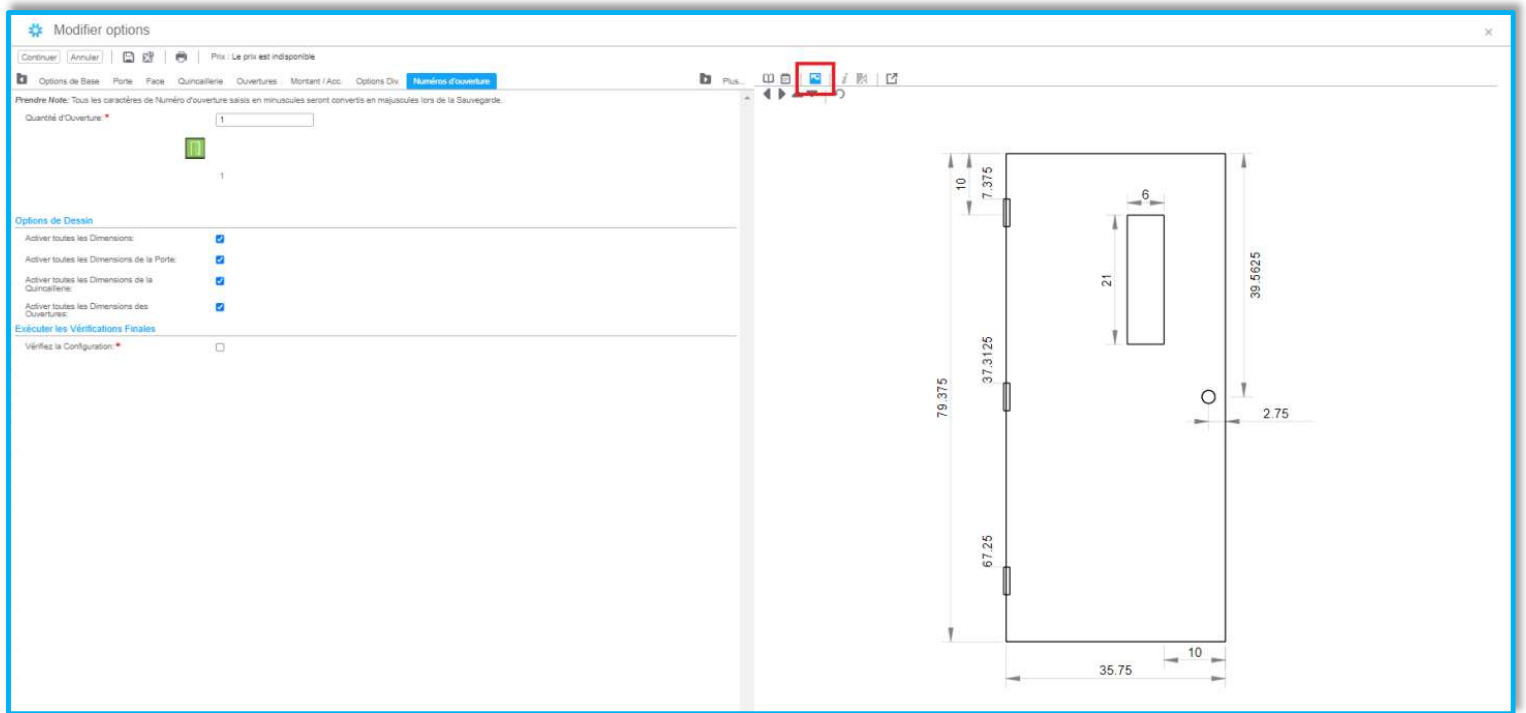 Modifier options
Continuer Annuler Prix : Le prix est indisponible
Options de Base Porte Face Quincaillerie Ouvertures Montant / Acc. Options Div. Numéros d'ouverture Plus...
Prendre Note: Tous les caractères de Numéro d'ouverture saisis en minuscules seront convertis en majuscules lors de la Sauvegarde.
Quantité d'Ouverture: * 1
1
Options de Dessin
Activer toutes les Dimensions:
Activer toutes les Dimensions de la Porte:
Activer toutes les Dimensions de la
Quincaillerie:
Activer toutes les Dimensions des
Ouvertures:
Exécuter les Vérifications Finales
Vérifiez la Configuration: *
10
7.375
6
21
39.5625
37.3125
79.375
2.75
67.25
10
35.75